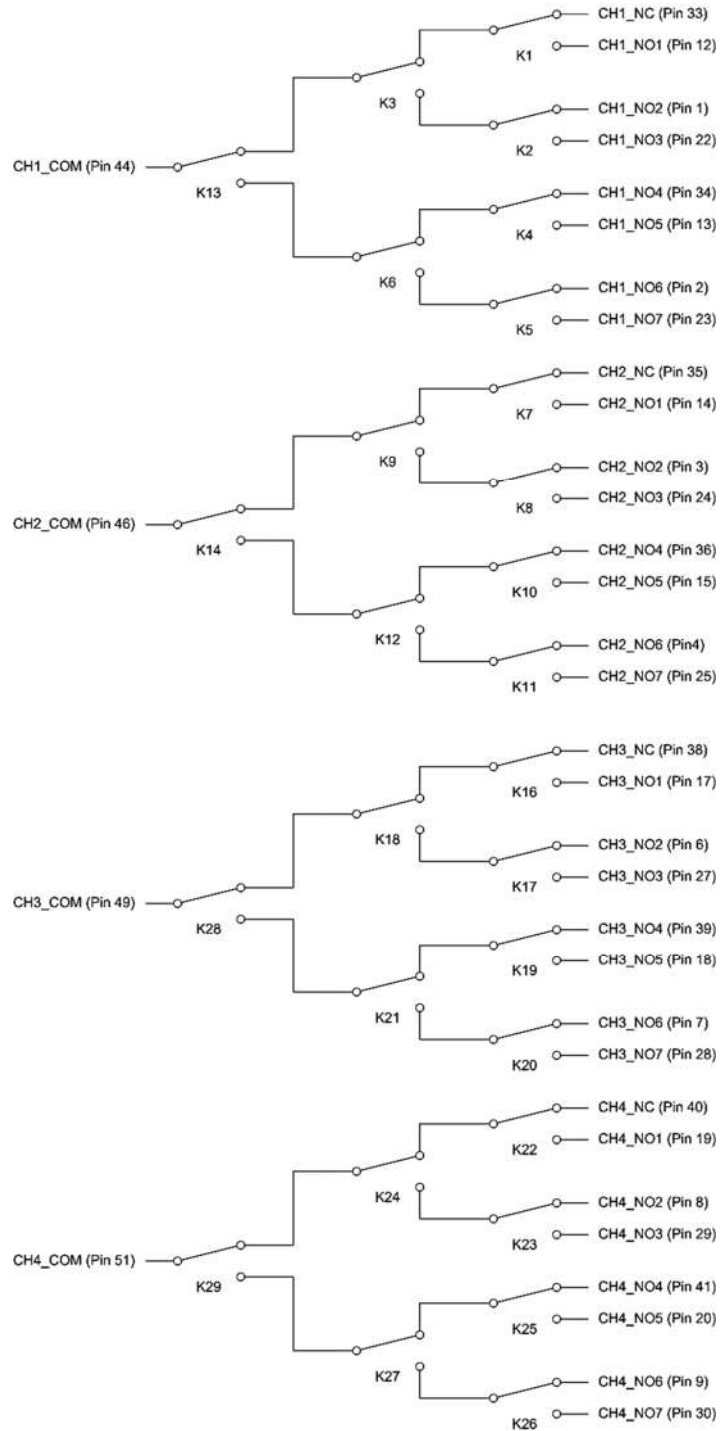 CH1_NC (Pin 33)
K1
CH1_NO1 (Pin 12)
K3
CH1_NO2 (Pin 1)
K2
CH1_NO3 (Pin 22)
CH1_COM (Pin 44)
K13
CH1_NO4 (Pin 34)
K4
CH1_NO5 (Pin 13)
K6
CH1_NO6 (Pin 2)
K5
CH1_NO7 (Pin 23)
CH2_NC (Pin 35)
K7
CH2_NO1 (Pin 14)
K9
CH2_NO2 (Pin 3)
K8
CH2_NO3 (Pin 24)
CH2_COM (Pin 46)
K14
CH2_NO4 (Pin 36)
K10
CH2_NO5 (Pin 15)
K12
CH2_NO6 (Pin4)
K11
CH2_NO7 (Pin 25)
CH3_NC (Pin 38)
K16
CH3_NO1 (Pin 17)
K18
CH3_NO2 (Pin 6)
K17
CH3_NO3 (Pin 27)
CH3_COM (Pin 49)
K28
CH3_NO4 (Pin 39)
K19
CH3_NO5 (Pin 18)
K21
CH3_NO6 (Pin 7)
K20
CH3_NO7 (Pin 28)
CH4_NC (Pin 40)
K22
CH4_NO1 (Pin 19)
K24
CH4_NO2 (Pin 8)
K23
CH4_NO3 (Pin 29)
CH4_COM (Pin 51)
K29
CH4_NO4 (Pin 41)
K25
CH4_NO5 (Pin 20)
K27
CH4_NO6 (Pin 9)
K26
CH4_NO7 (Pin 30)